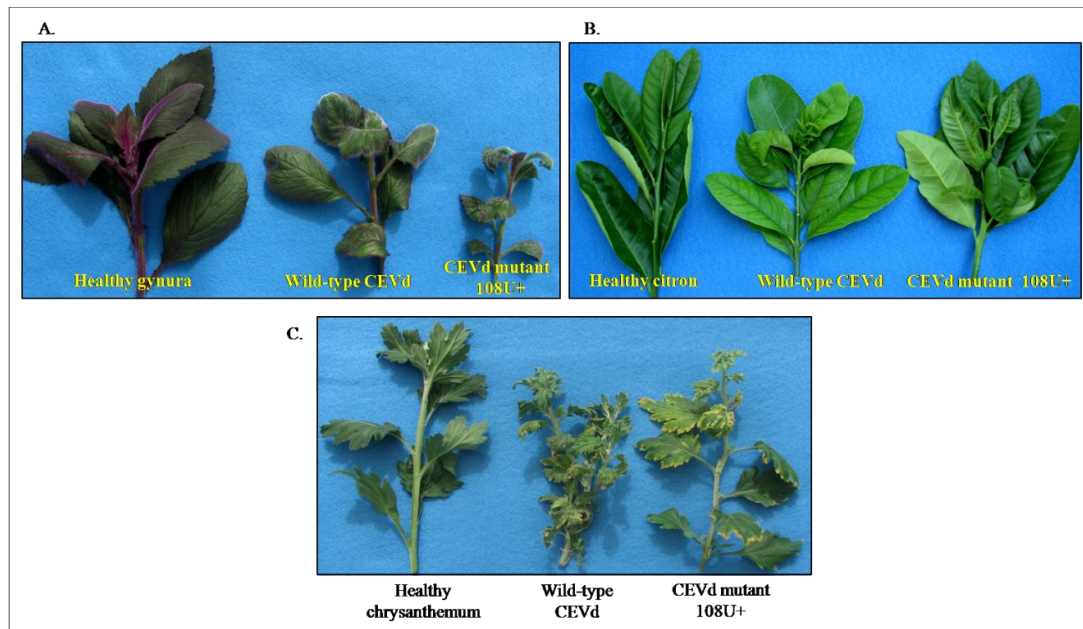 A.
Healthy gynura
Wild-type CEVd
CEVd mutant
108U+
B.
Healthy citron
Wild-type CEVd
CEVd mutant 108U+
C.
Healthy
chrysanthemum
Wild-type
CEVd
CEVd mutant
108U+